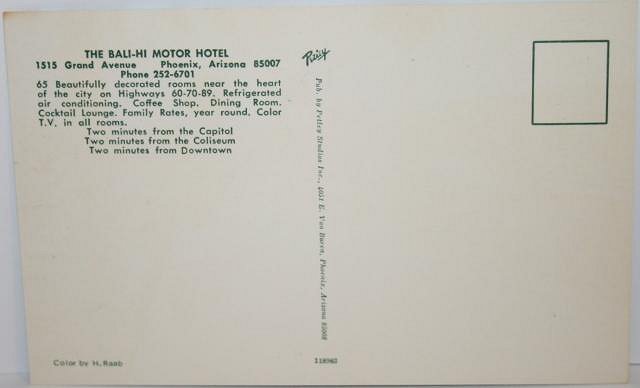 THE BALI-HI MOTOR HOTEL
1515 Grand Avenue Phoenix, Arizona 85007
Phone 252-6701
65 Beautifully decorated rooms near the heart
of the city on Highways 60-70-89. Refrigerated
air conditioning. Coffee Shop. Dining Room.
Cocktail Lounge. Family Rates, year round, Color
T.V. in all rooms.
Two minutes from the Capitol
Two minutes from the Coliseum
Two minutes from Downtown
Color by H. Raab
Petley
Pub. by Petley Studios Inc., 4051 E. Van Buren, Phoenix, Arizona 85008